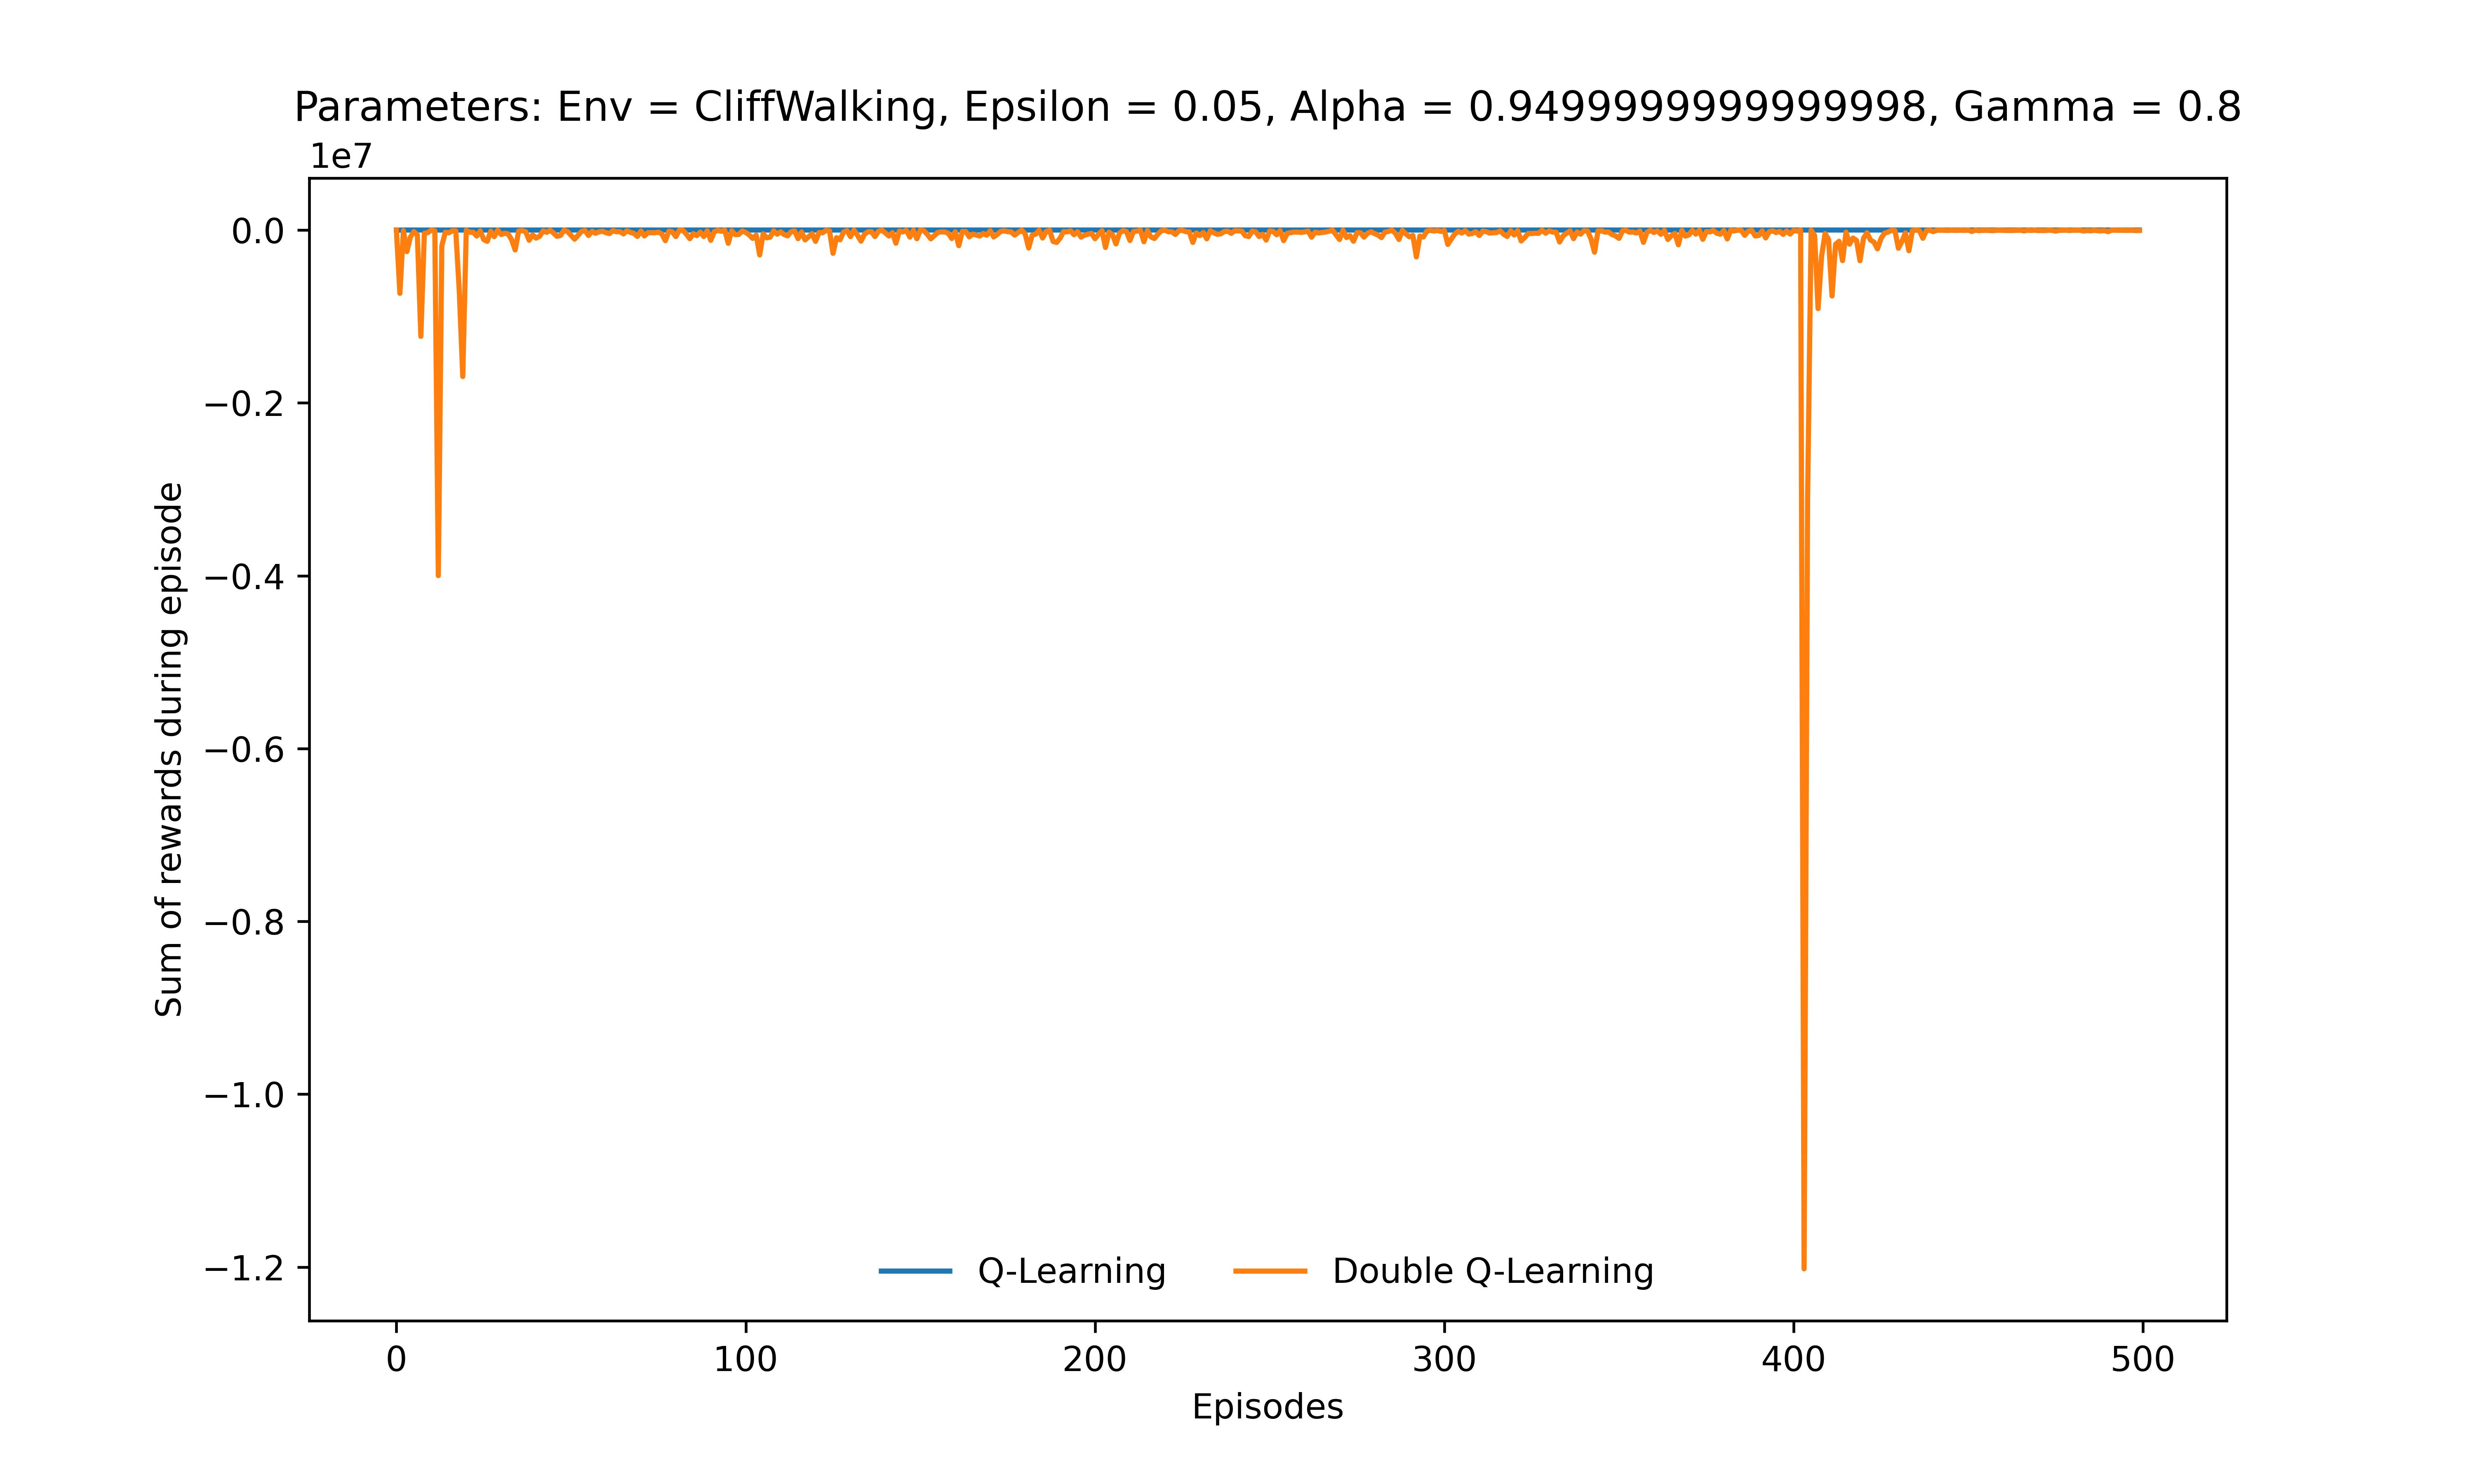 Parameters: Env = CliffWalking, Epsilon = 0.05, Alpha = 0.9499999999999998, Gamma = 0.8
1e7
0.0
−0.2
−0.4
−0.6
−0.8
−1.0
−1.2
Sum of rewards during episode
Q-Learning Double Q-Learning
0 100 200 300 400 500
Episodes